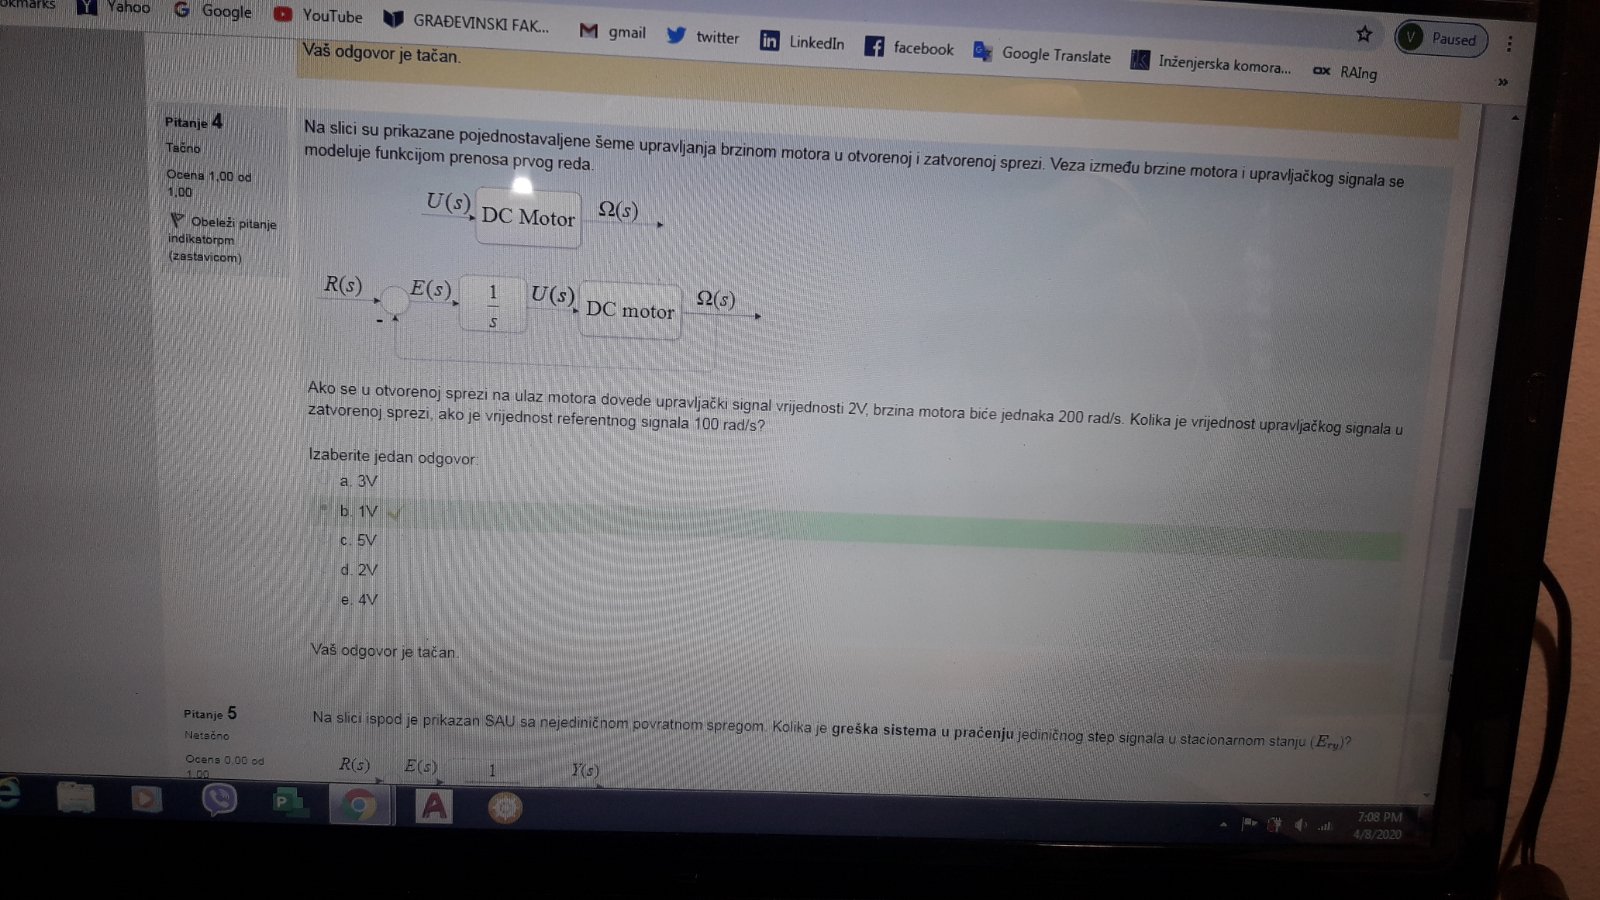 okmarks Yahoo Google YouTube GRAĐEVINSKI FAK... gmail twitter LinkedIn facebook Google Translate Inženjerska komora... RAIng »
V Paused
Vaš odgovor je tačan.
Pitanje 4
Tačno
Ocena 1,00 od
1,00
Obeleži pitanje
indikatorpm
(zastavicom)
Na slici su prikazane pojednostavaljene šeme upravljanja brzinom motora u otvorenoj i zatvorenoj sprezi. Veza između brzine motora i upravljačkog signala se
modeluje funkcijom prenosa prvog reda.
U(s) DC Motor Ω(s)
R(s) E(s) 1/s U(s) DC motor Ω(s)
-
Ako se u otvorenoj sprezi na ulaz motora dovede upravljački signal vrijednosti 2V, brzina motora biće jednaka 200 rad/s. Kolika je vrijednost upravljačkog signala u
zatvorenoj sprezi, ako je vrijednost referentnog signala 100 rad/s?
Izaberite jedan odgovor:
a. 3V
b. 1V
c. 5V
d. 2V
e. 4V
Vaš odgovor je tačan.
Pitanje 5
Netačno
Ocena 0,00 od
1,00
Na slici ispod je prikazan SAU sa nejediničnom povratnom spregom. Kolika je greška sistema u praćenju jediničnog step signala u stacionarnom stanju (Ery)?
R(s) E(s) 1 Y(s)
7:08 PM
4/8/2020